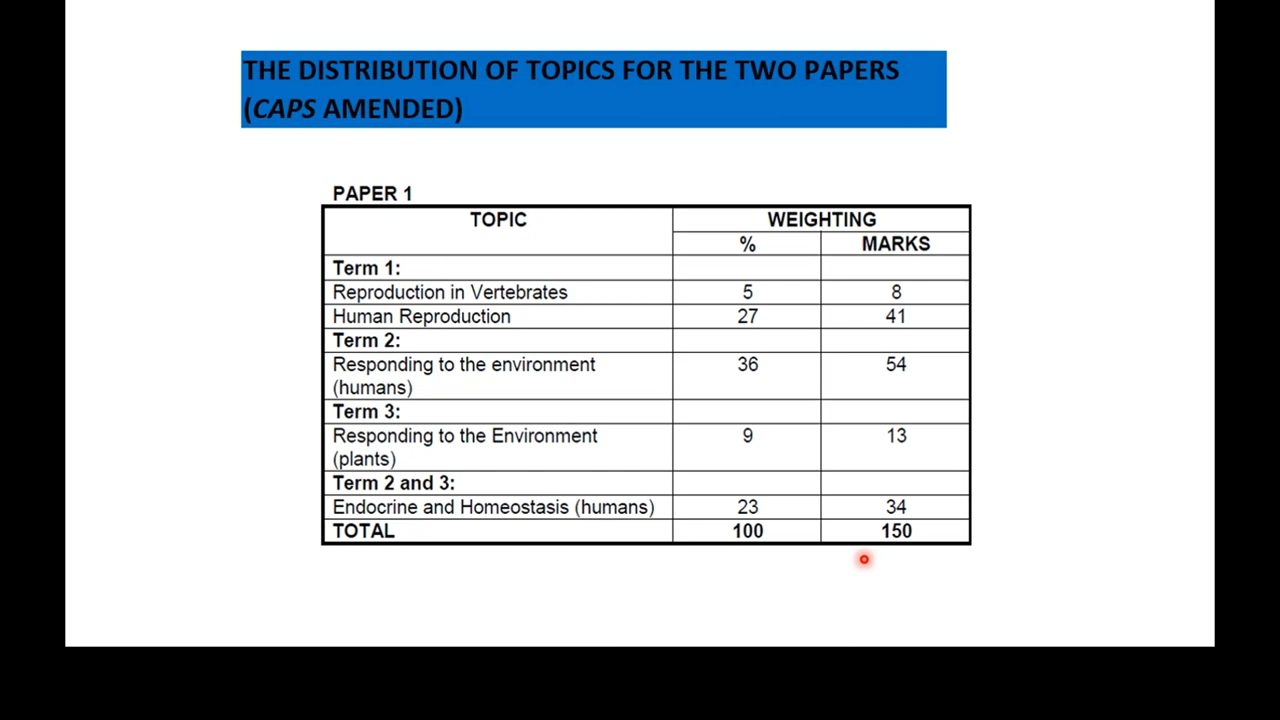 THE DISTRIBUTION OF TOPICS FOR THE TWO PAPERS
(CAPS AMENDED)
PAPER 1
TOPIC WEIGHTING
% MARKS
Term 1:
Reproduction in Vertebrates 5 8
Human Reproduction 27 41
Term 2:
Responding to the environment 36 54
(humans)
Term 3:
Responding to the Environment 9 13
(plants)
Term 2 and 3:
Endocrine and Homeostasis (humans) 23 34
TOTAL 100 150